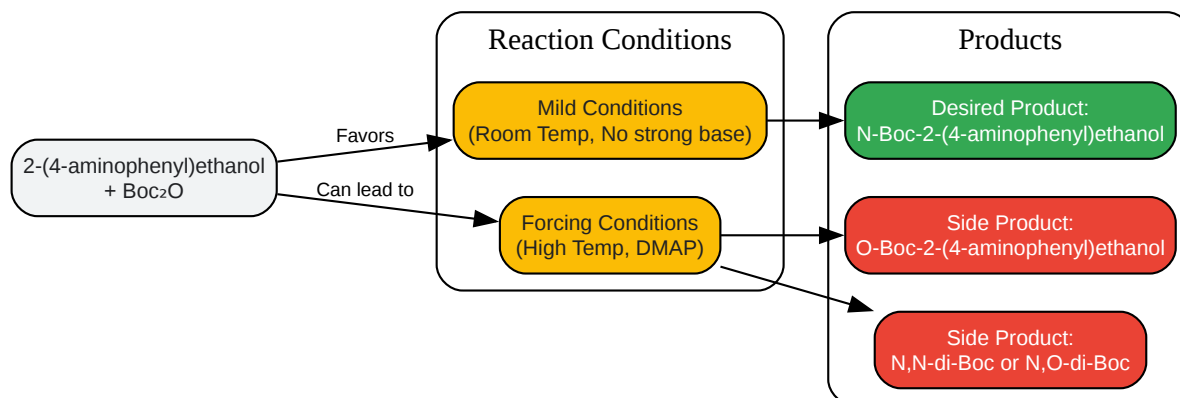 Reaction Conditions
Products
Mild Conditions
(Room Temp, No strong base)
Desired Product:
N-Boc-2-(4-aminophenyl)ethanol
Favors
2-(4-aminophenyl)ethanol
+ Boc₂O
Can lead to
Forcing Conditions
(High Temp, DMAP)
Side Product:
O-Boc-2-(4-aminophenyl)ethanol
Side Product:
N,N-di-Boc or N,O-di-Boc